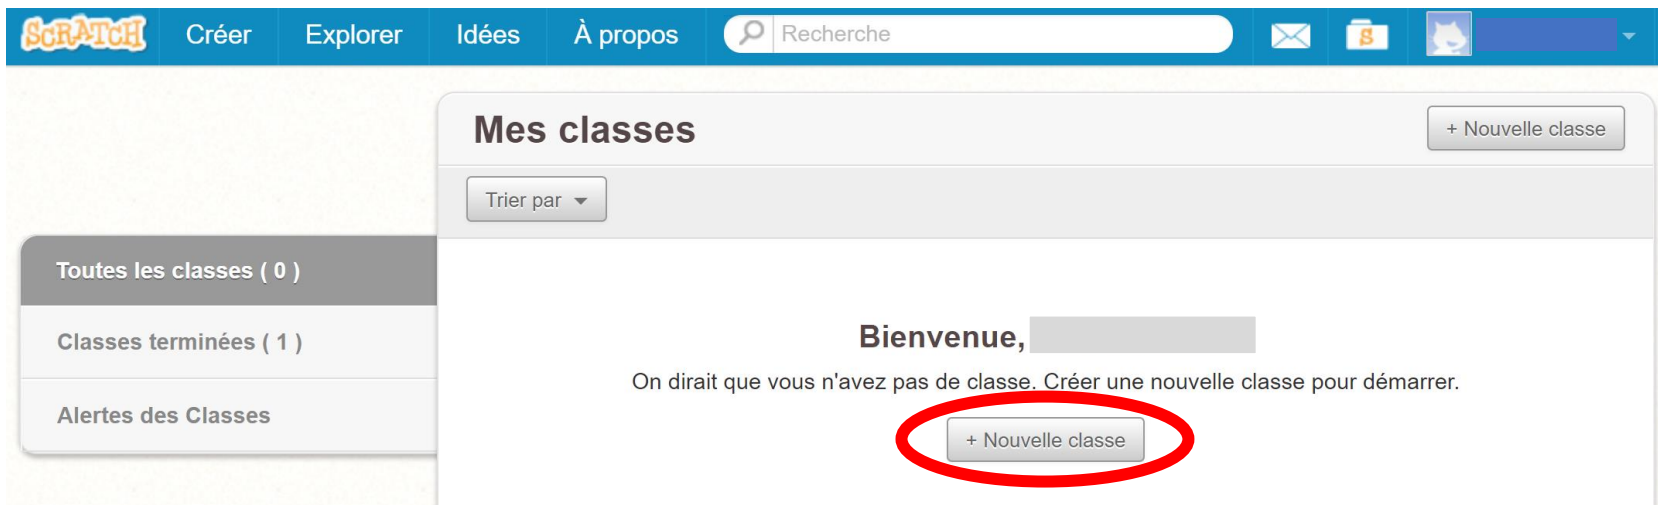 SCRATCH Créer Explorer Idées À propos Recherche S
Mes classes + Nouvelle classe
Trier par
Toutes les classes ( 0 )
Classes terminées ( 1 )
Alertes des Classes
Bienvenue,
On dirait que vous n'avez pas de classe. Créer une nouvelle classe pour démarrer.
+ Nouvelle classe